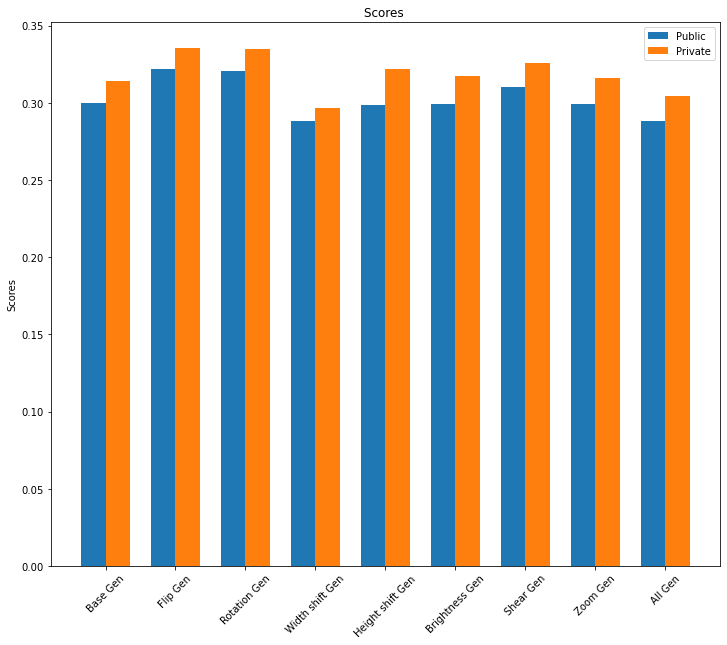 Scores
Public
Private
0.35
0.30
0.25
0.20
0.15
0.10
0.05
0.00
Scores
Base Gen
Flip Gen
Rotation Gen
Width shift Gen
Height shift Gen
Brightness Gen
Shear Gen
Zoom Gen
All Gen